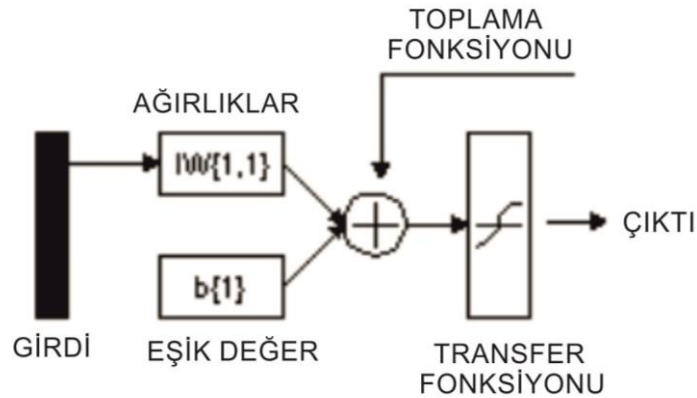 TOPLAMA
FONKSİYONU
AĞIRLIKLAR
IW{1,1}
b{1}
ÇIKTI
GİRDİ
EŞİK DEĞER
TRANSFER
FONKSİYONU